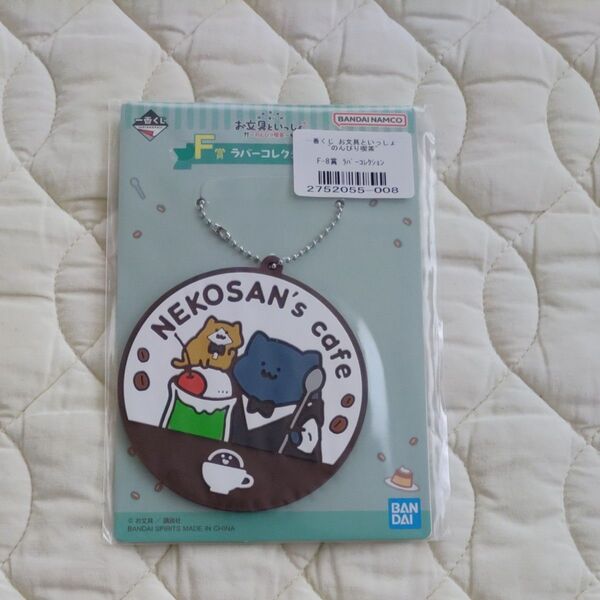 一番くじ
お文具といっしょ
BANDAI NAMCO
F賞 ラバーコレク
一番くじ お文具といっしょ
のんびり喫茶
F-8賞 ラバーコレクション
2752055-008
NEKOSAN's cafe
© お文具／講談社
BANDAI SPIRITS MADE IN CHINA
BAN
DAI